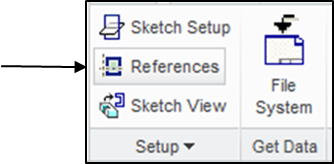 Sketch Setup
References
Sketch View
Setup
File
System
Get Data